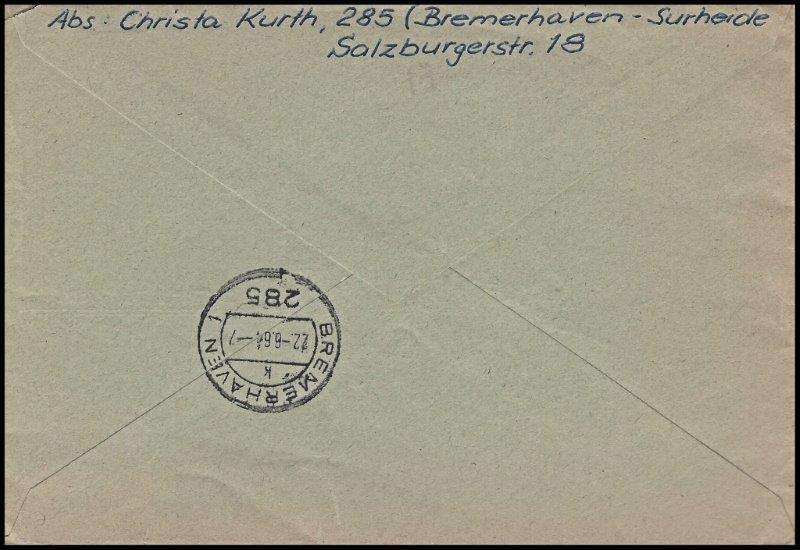 Abs: Christa Kurth, 285 (Bremerhaven - Surheide
Salzburgerstr. 18
285
22.-6.64.-7
k
BREMERHAVEN 1